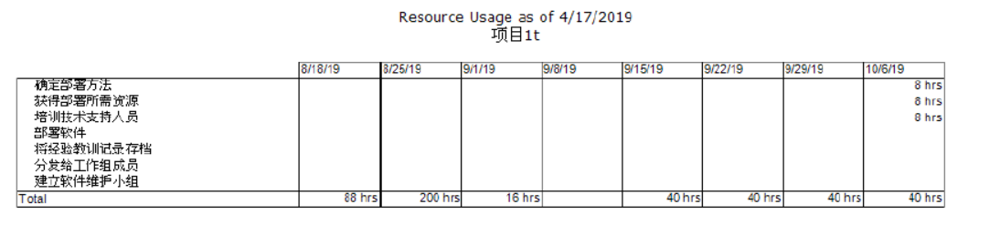 Resource Usage as of 4/17/2019
项目1t
8/18/19 8/25/19 9/1/19 9/8/19 9/15/19 9/22/19 9/29/19 10/6/19
确定部署方法 8 hrs
获得部署所需资源 8 hrs
培训技术支持人员 8 hrs
部署软件
将经验教训记录存档
分发给工作组成员
建立软件维护小组
Total 88 hrs 200 hrs 16 hrs 40 hrs 40 hrs 40 hrs 40 hrs